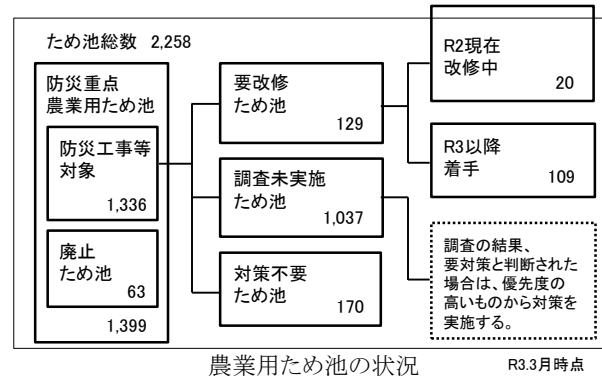 ため池総数 2,258
防災重点
農業用ため池
防災工事等
対象
1,336
廃止
ため池
63
1,399
要改修
ため池
129
調査未実施
ため池
1,037
対策不要
ため池
170
R2現在
改修中
20
R3以降
着手
109
調査の結果、
要対策と判断された
場合は、優先度の
高いものから対策を
実施する。
農業用ため池の状況
R3.3月時点